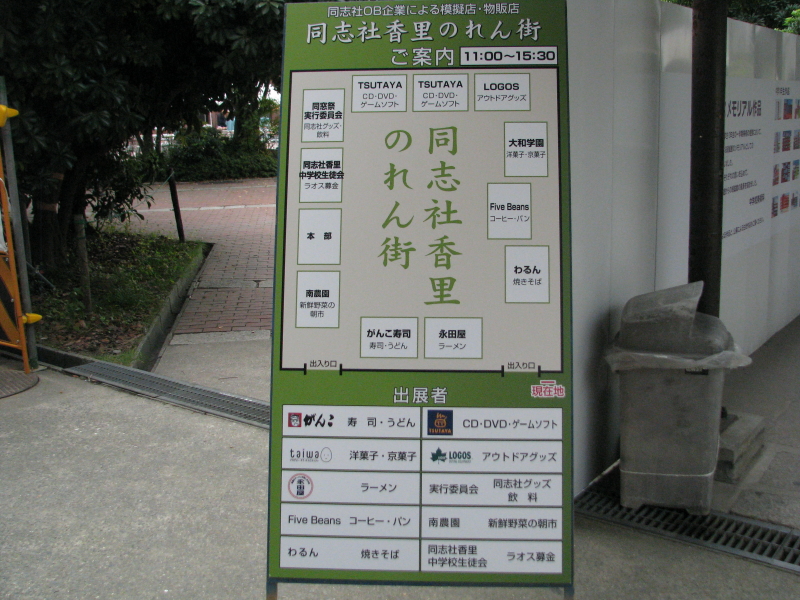 同志社OB企業による模擬店・物販店
同志社香里のれん街
ご案内 11:00～15:30
TSUTAYA
CD・DVD・
ゲームソフト
TSUTAYA
CD・DVD・
ゲームソフト
LOGOS
アウトドアグッズ
同窓祭
実行委員会
同志社グッズ・
飲料
大和学園
洋菓子・京菓子
同志社香里
中学校生徒会
ラオス募金
Five Beans
コーヒー・パン
本部
わるん
焼きそば
南農園
新鮮野菜の
朝市
同志社香里
のれん街
がんこ寿司
寿司・うどん
永田屋
ラーメン
出入り口
出入り口
現在地
出展者
がんこ 寿司・うどん
TSUTAYA CD・DVD・ゲームソフト
taiwa 洋菓子・京菓子
LOGOS アウトドアグッズ
永田屋 ラーメン
実行委員会 同志社グッズ
飲料
Five Beans コーヒー・パン
南農園 新鮮野菜の朝市
わるん 焼きそば
同志社香里
中学校生徒会 ラオス募金
メモリアル作品